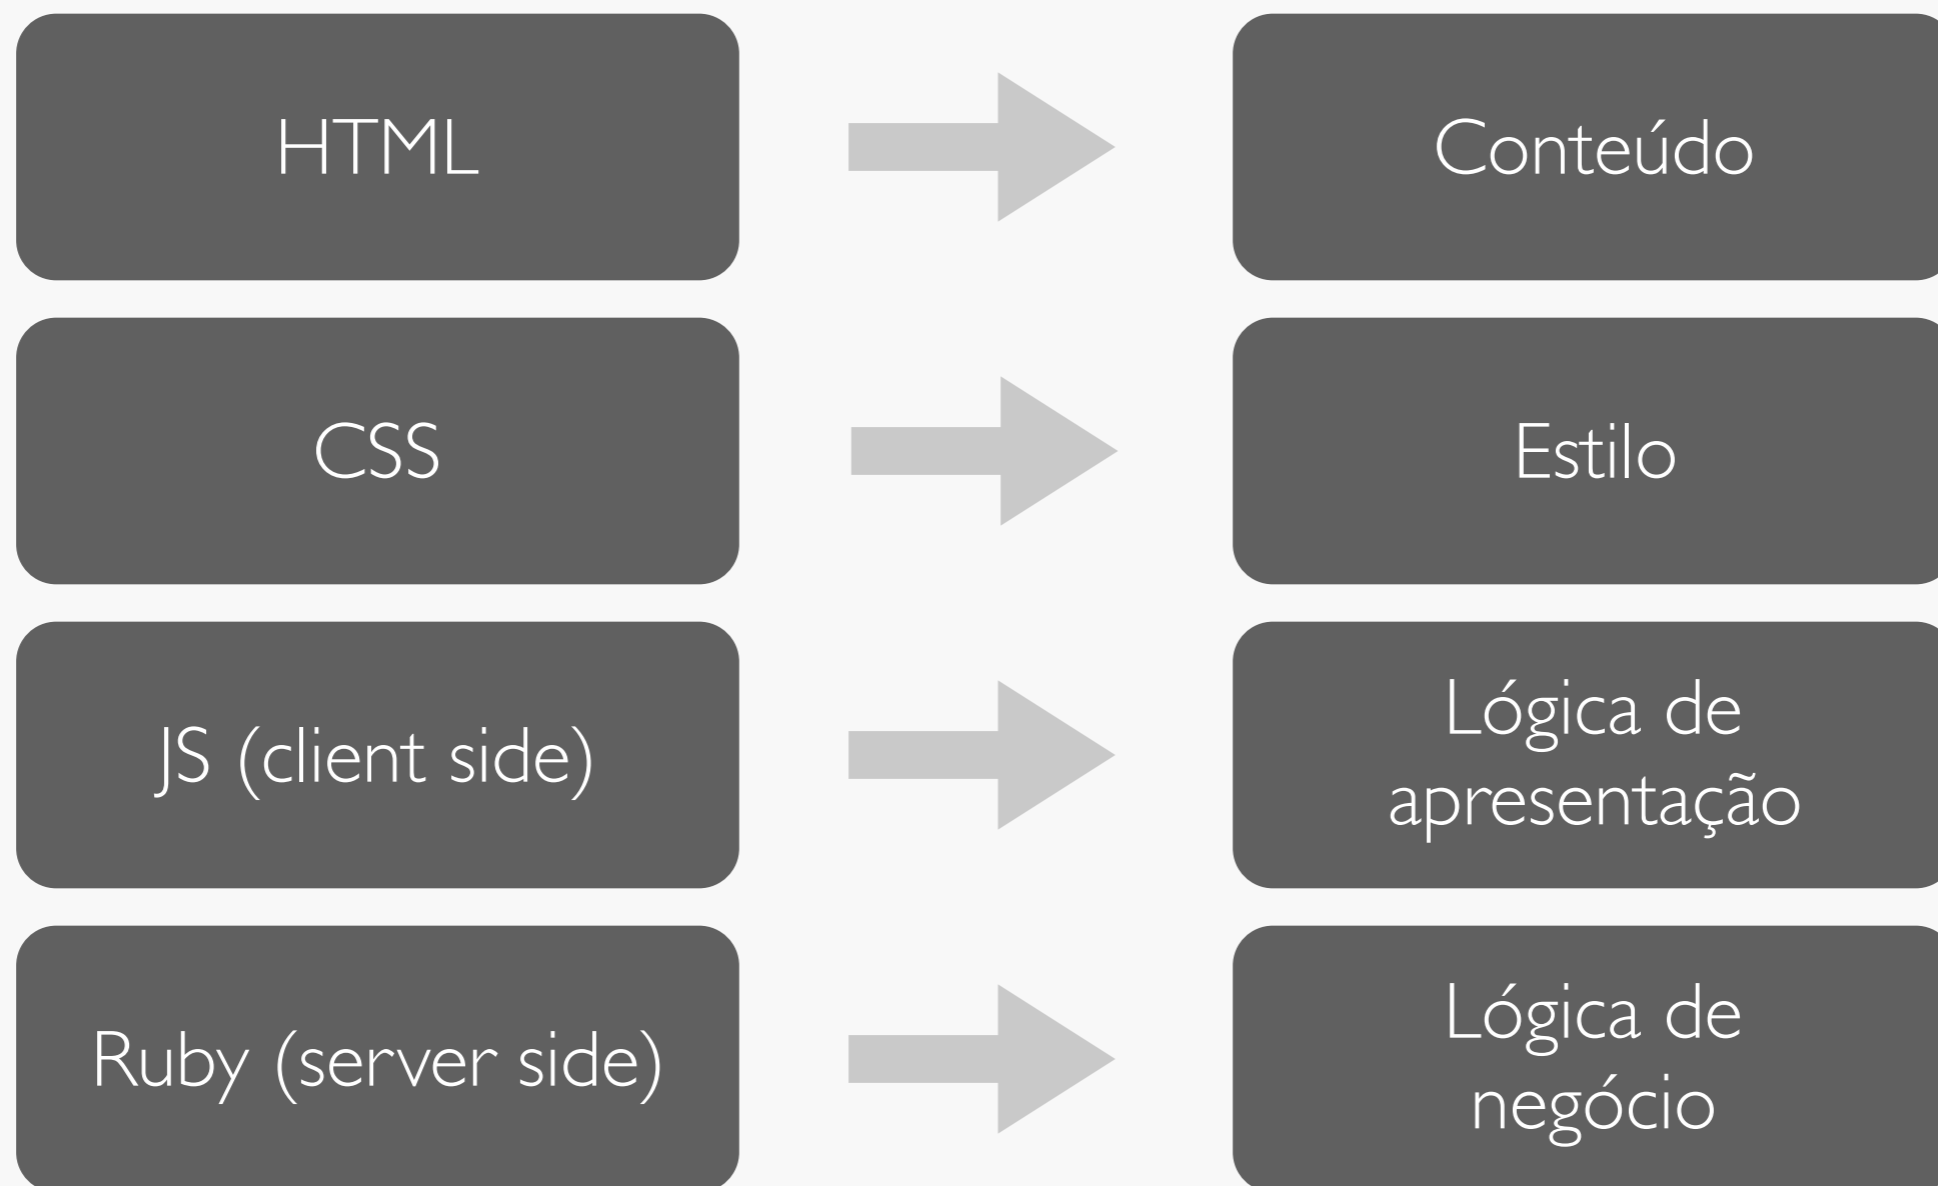 HTML
Conteúdo
CSS
Estilo
JS (client side)
Lógica de
apresentação
Ruby (server side)
Lógica de
negócio